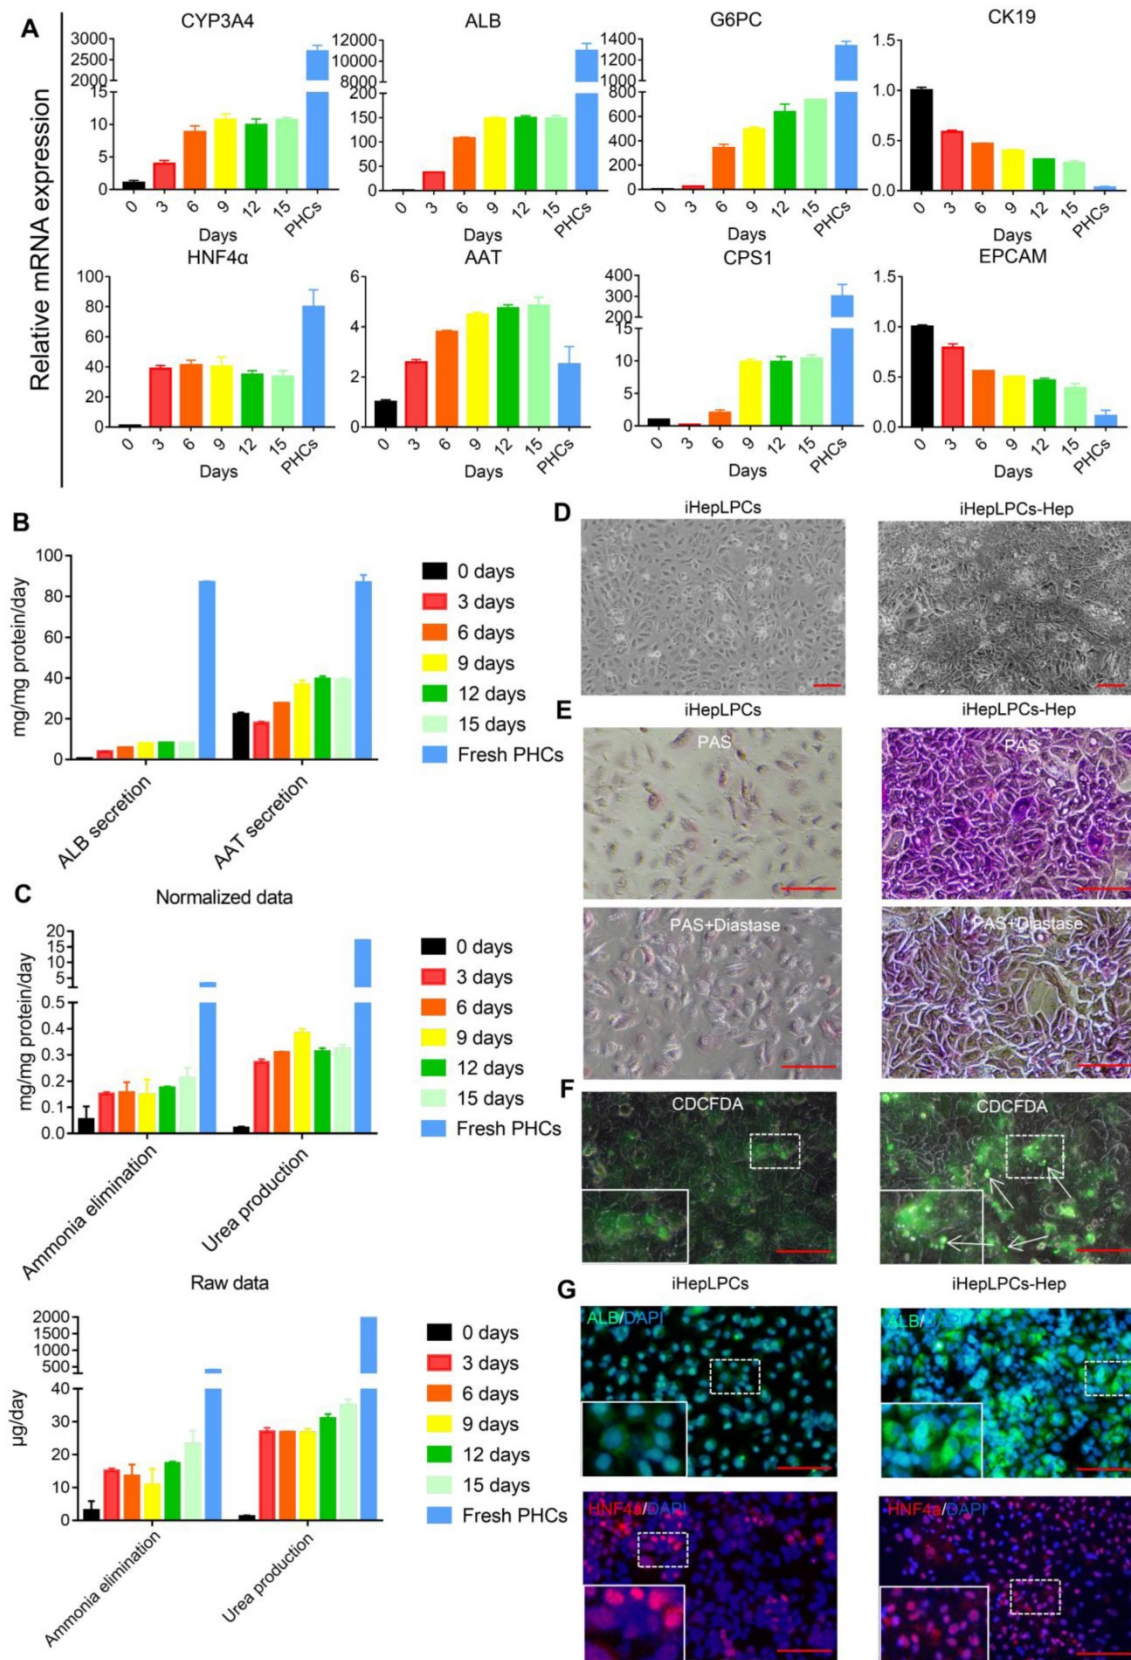 A
Relative mRNA expression
CYP3A4
3000
2500
2000
15
10
5
0
0 3 6 9 12 15 PHCs
Days
ALB
12000
10000
8000
200
150
100
50
0
0 3 6 9 12 15 PHCs
Days
G6PC
1400
1200
1000
800
600
400
200
0
0 3 6 9 12 15 PHCs
Days
CK19
1.5
1.0
0.5
0.0
0 3 6 9 12 15 PHCs
Days
HNF4α
100
80
60
40
20
0
0 3 6 9 12 15 PHCs
Days
AAT
6
4
2
0
0 3 6 9 12 15 PHCs
Days
CPS1
400
300
200
15
10
5
0
0 3 6 9 12 15 PHCs
Days
EPCAM
1.5
1.0
0.5
0.0
0 3 6 9 12 15 PHCs
Days
B
mg/mg protein/day
100
80
60
40
20
0
ALB secretion
AAT secretion
0 days
3 days
6 days
9 days
12 days
15 days
Fresh PHCs
C
Normalized data
mg/mg protein/day
20
15
10
5
0.5
0.4
0.3
0.2
0.1
0.0
Ammonia elimination
Urea production
0 days
3 days
6 days
9 days
12 days
15 days
Fresh PHCs
Raw data
µg/day
2000
1500
1000
500
40
30
20
10
0
Ammonia elimination
Urea production
0 days
3 days
6 days
9 days
12 days
15 days
Fresh PHCs
D
iHepLPCs
iHepLPCs-Hep
E
iHepLPCs
iHepLPCs-Hep
PAS
PAS
PAS+Diastase
PAS+Diastase
F
CDCFDA
CDCFDA
G
iHepLPCs
iHepLPCs-Hep
ALB/DAPI
ALB/DAPI
HNF4a/DAPI
HNF4a/DAPI